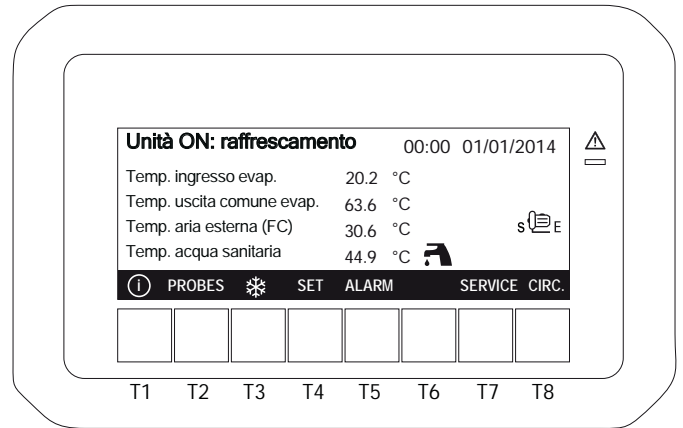 Unità ON: raffrescamento 00:00 01/01/2014
Temp. ingresso evap. 20.2 °C
Temp. uscita comune evap. 63.6 °C
Temp. aria esterna (FC) 30.6 °C
S E
Temp. acqua sanitaria 44.9 °C
i PROBES SET ALARM SERVICE CIRC.
T1 T2 T3 T4 T5 T6 T7 T8